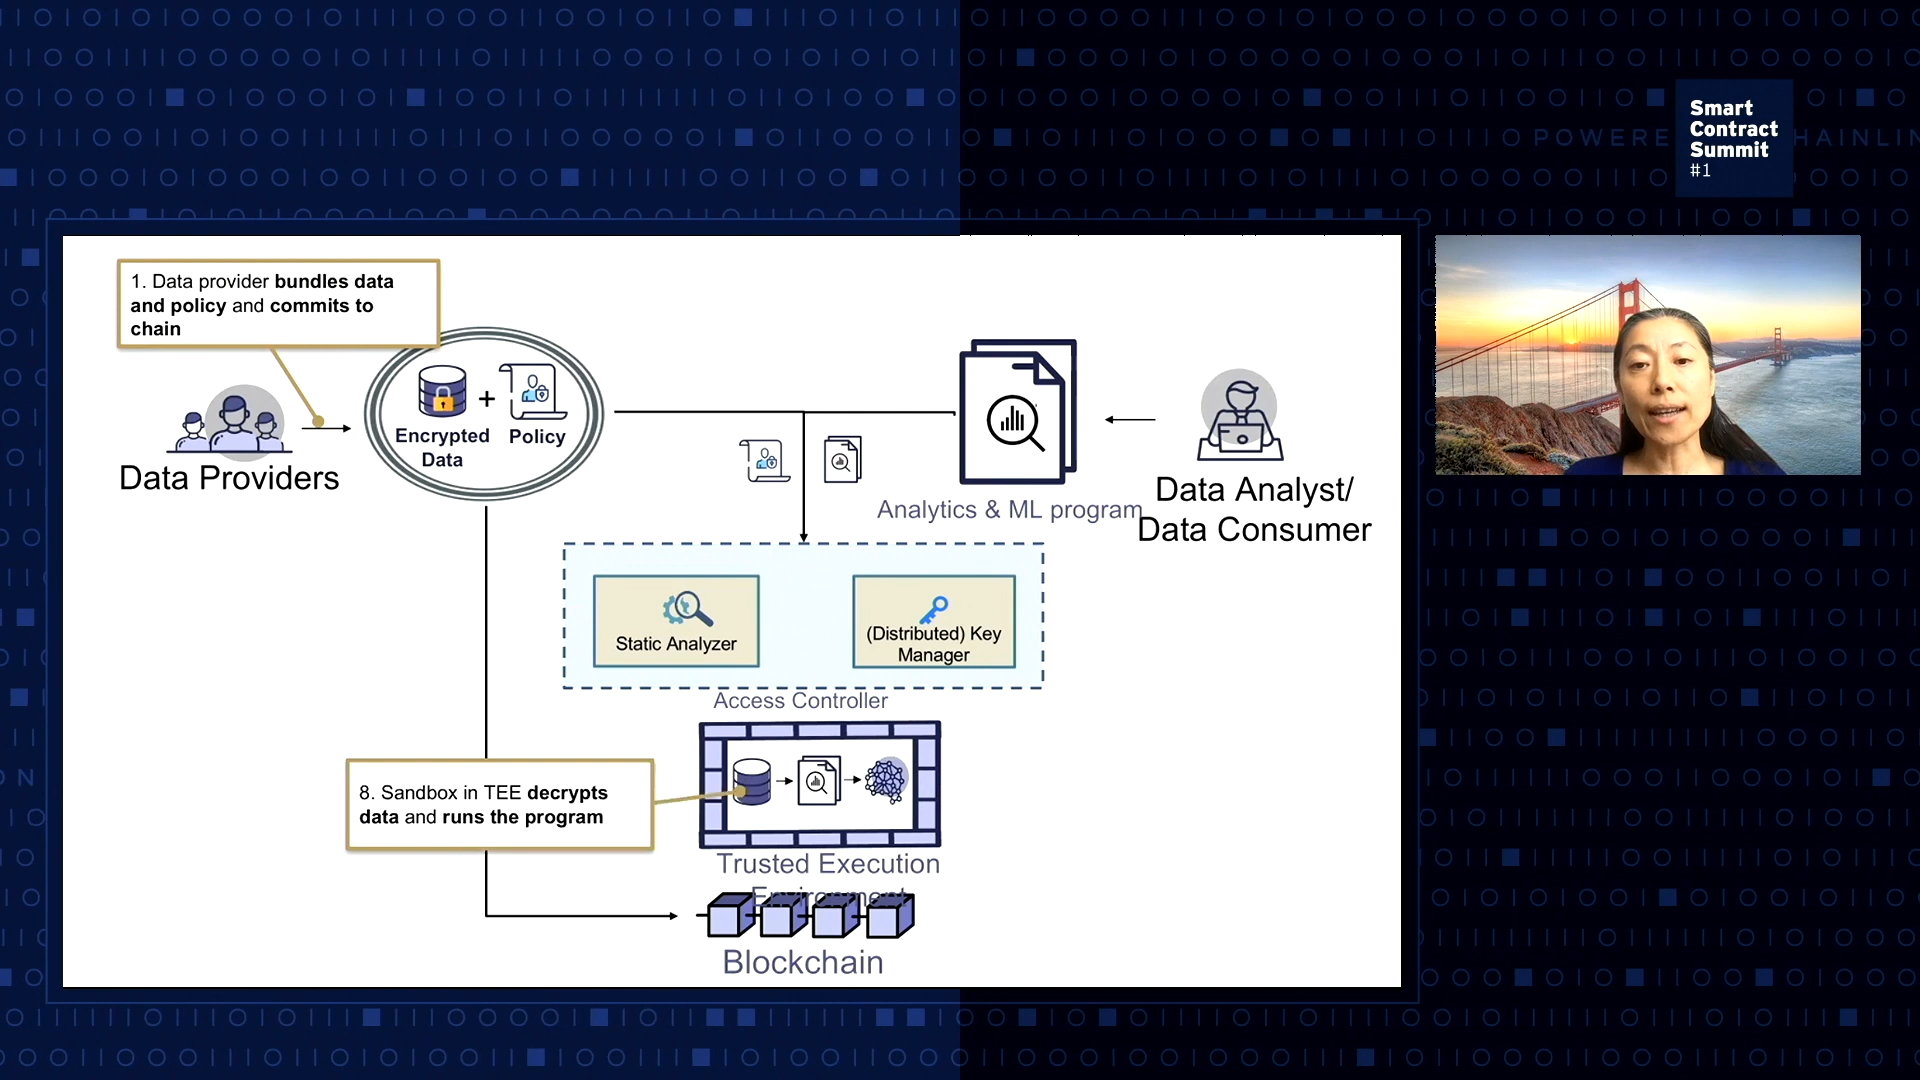 POWERE
HAINLIN
Smart
Contract
Summit
#1
1. Data provider bundles data
and policy and commits to
chain
Encrypted
Data
+
Policy
Data Providers
Analytics & ML program
Data Analyst/
Data Consumer
Static Analyzer
(Distributed) Key
Manager
Access Controller
8. Sandbox in TEE decrypts
data and runs the program
Trusted Execution
Environment
Blockchain